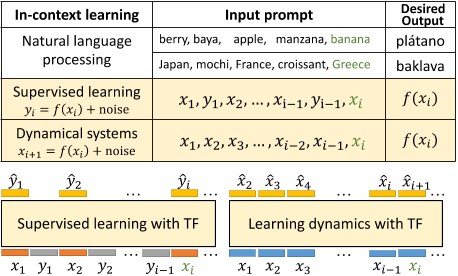 In-context learning Input prompt Desired Output
Natural language processing berry, baya, apple, manzana, banana plátano
Japan, mochi, France, croissant, Greece baklava
Supervised learning
yᵢ = f(xᵢ) + noise x₁, y₁, x₂, …, xᵢ₋₁, yᵢ₋₁, xᵢ f(xᵢ)
Dynamical systems
xᵢ₊₁ = f(xᵢ) + noise x₁, x₂, x₃, …, xᵢ₋₂, xᵢ₋₁, xᵢ f(xᵢ)
ŷ₁ ŷ₂ … ŷᵢ … x̂₂ x̂₃ x̂₄ … x̂ᵢ x̂ᵢ₊₁ …
Supervised learning with TF Learning dynamics with TF
x₁ y₁ x₂ y₂ … yᵢ₋₁ xᵢ … x₁ x₂ x₃ … xᵢ₋₁ xᵢ …